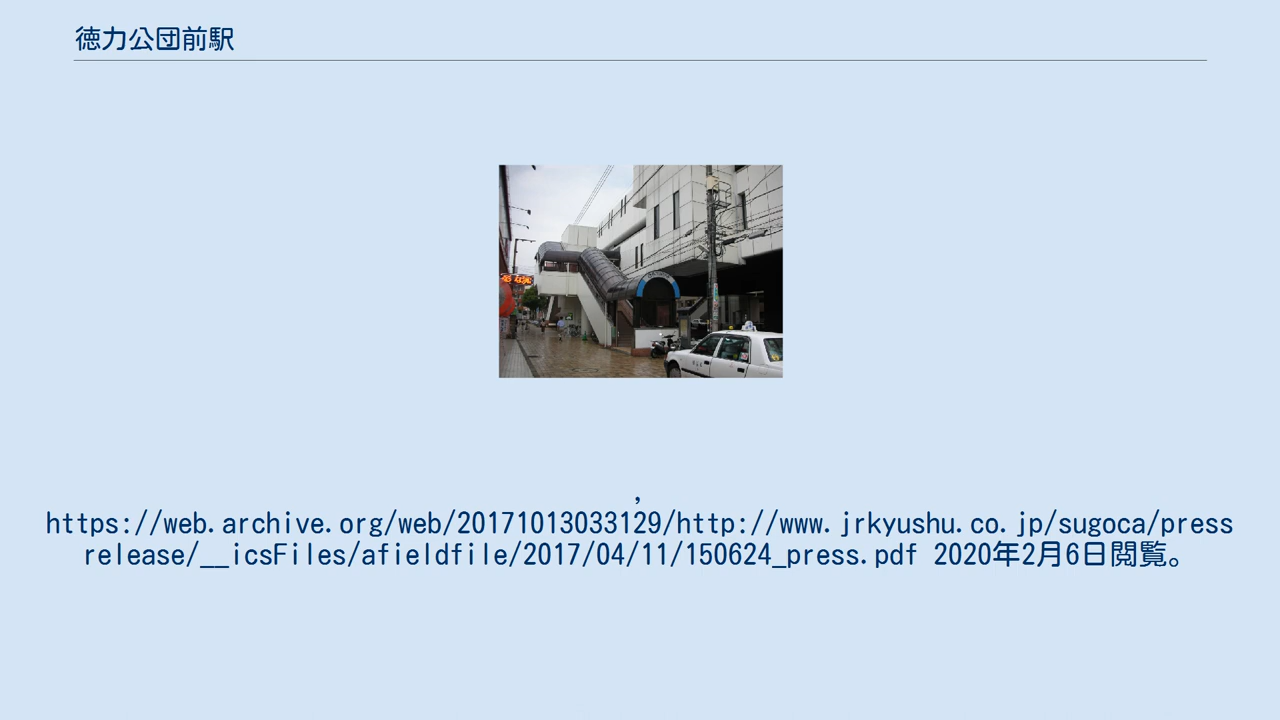 徳力公団前駅
,
https://web.archive.org/web/20171013033129/http://www.jrkyushu.co.jp/sugoca/press
release/__icsFiles/afieldfile/2017/04/11/150624_press.pdf 2020年2月6日閲覧。